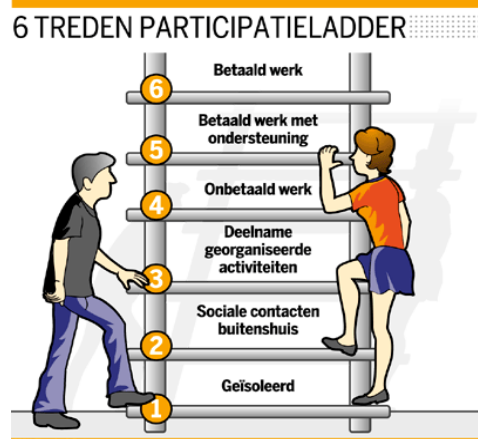 6 TREDEN PARTICIPATIELADDER
Betaald werk
6
Betaald werk met
ondersteuning
5
Onbetaald werk
4
Deelname
georganiseerde
activiteiten
3
Sociale contacten
buitenshuis
2
Geïsoleerd
1